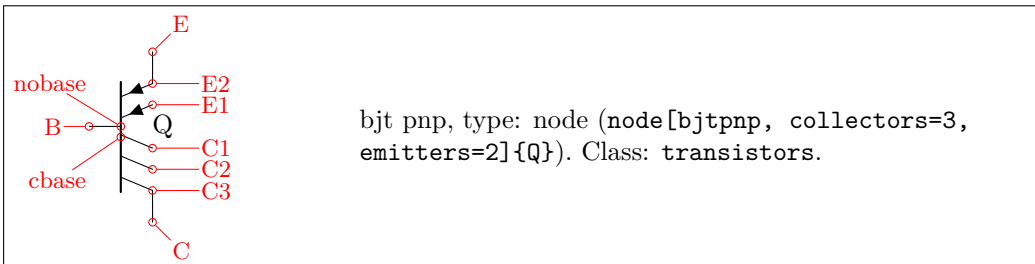 E
nobase
E2
E1
B
Q
C1
C2
cbase
C3
C
bjt pnp, type: node (node[bjtpnp, collectors=3,
emitters=2]{Q}). Class: transistors.